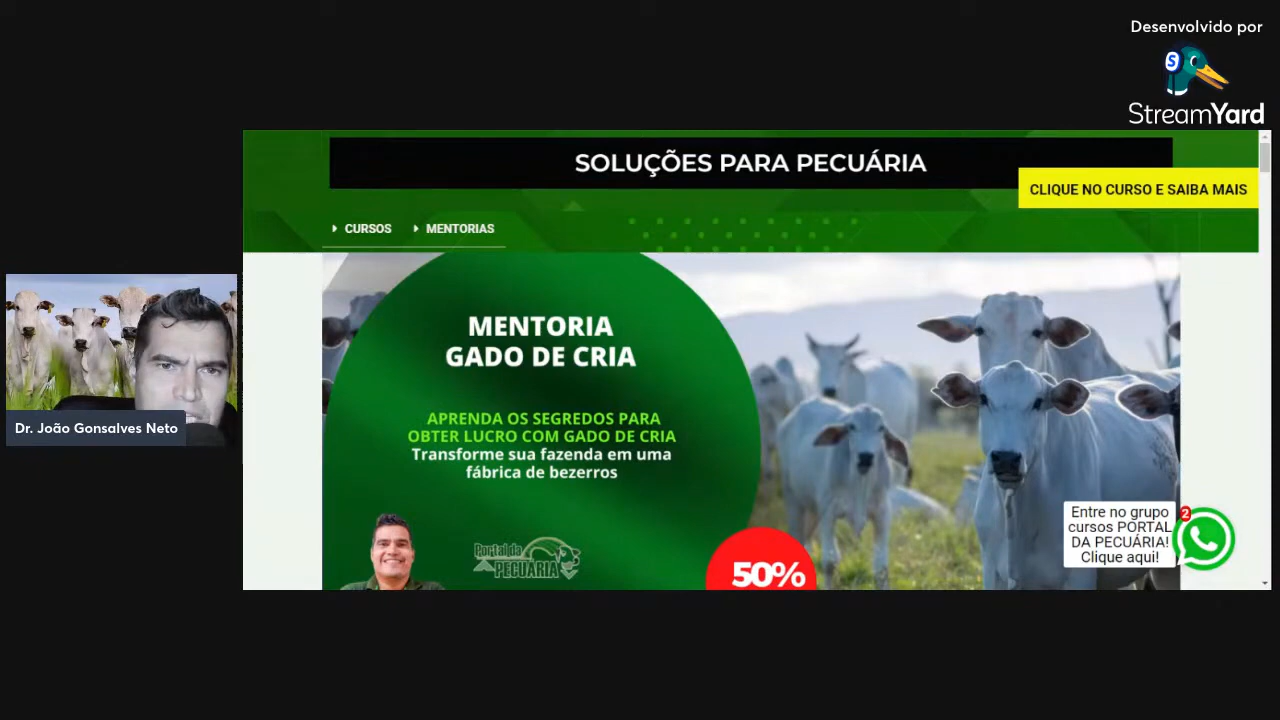 Desenvolvido por
S
StreamYard
SOLUÇÕES PARA PECUÁRIA
CLIQUE NO CURSO E SAIBA MAIS
CURSOS
MENTORIAS
MENTORIA
GADO DE CRIA
APRENDA OS SEGREDOS PARA
OBTER LUCRO COM GADO DE CRIA
Transforme sua fazenda em uma
fábrica de bezerros
Dr. João Gonsalves Neto
Portal da
PECUÁRIA
50%
Entre no grupo
cursos PORTAL
DA PECUÁRIA!
Clique aqui!
2